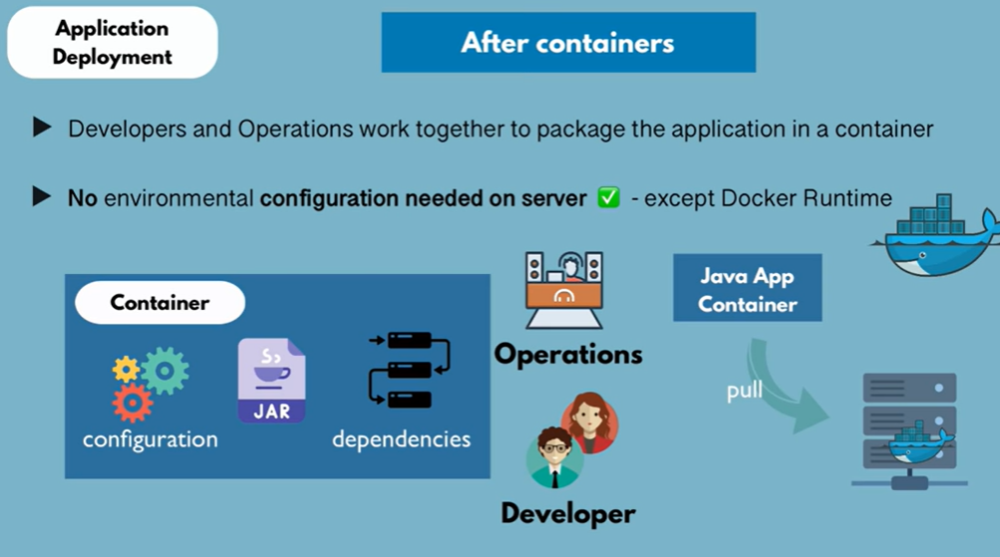 Application
Deployment
After containers
Developers and Operations work together to package the application in a container
No environmental configuration needed on server ✅ - except Docker Runtime
Container
Ss
JAR
configuration
dependencies
Operations
Developer
Java App
Container
pull